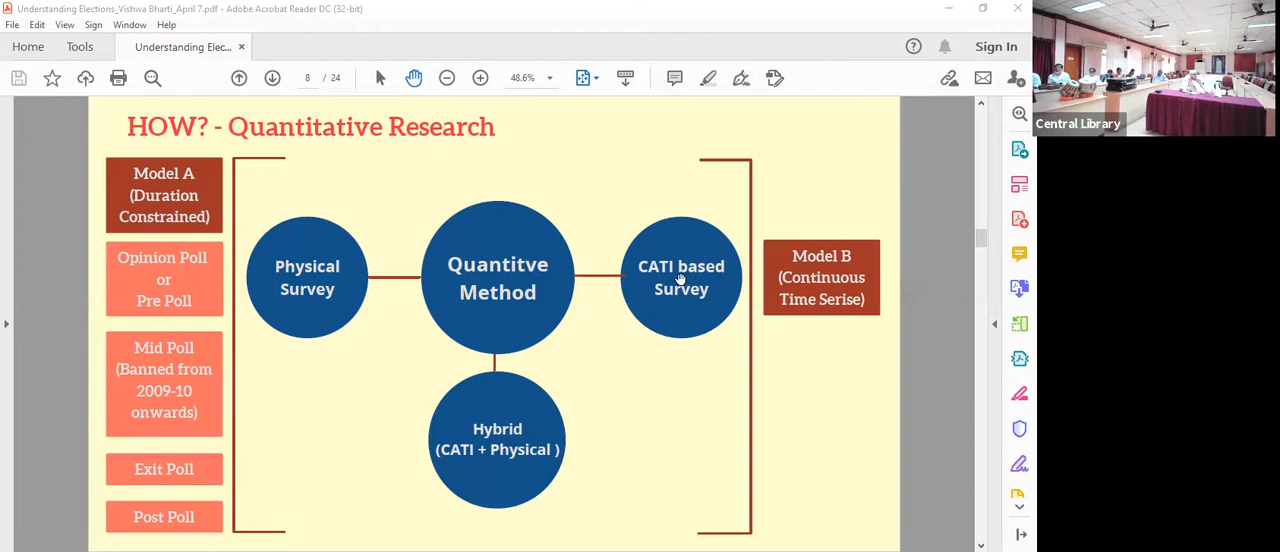 Understanding Elections_Vishwa Bharti_April 7.pdf - Adobe Acrobat Reader DC (32-bit)
File Edit View Sign Window Help
Home Tools Understanding Elec... × Sign In
8 / 24 48.6%
Central Library
HOW? - Quantitative Research
Model A
(Duration
Constrained)
Opinion Poll
or
Pre Poll
Mid Poll
(Banned from
2009-10
onwards)
Exit Poll
Post Poll
Physical
Survey
Quantitve
Method
CATI based
Survey
Hybrid
(CATI + Physical )
Model B
(Continuous
Time Serise)